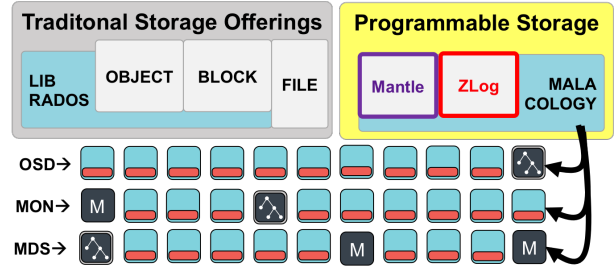 Traditonal Storage Offerings
Programmable Storage
LIB
RADOS
OBJECT
BLOCK
FILE
Mantle
ZLog
MALA
COLOGY
OSD→
MON→
M
MDS→
M
M